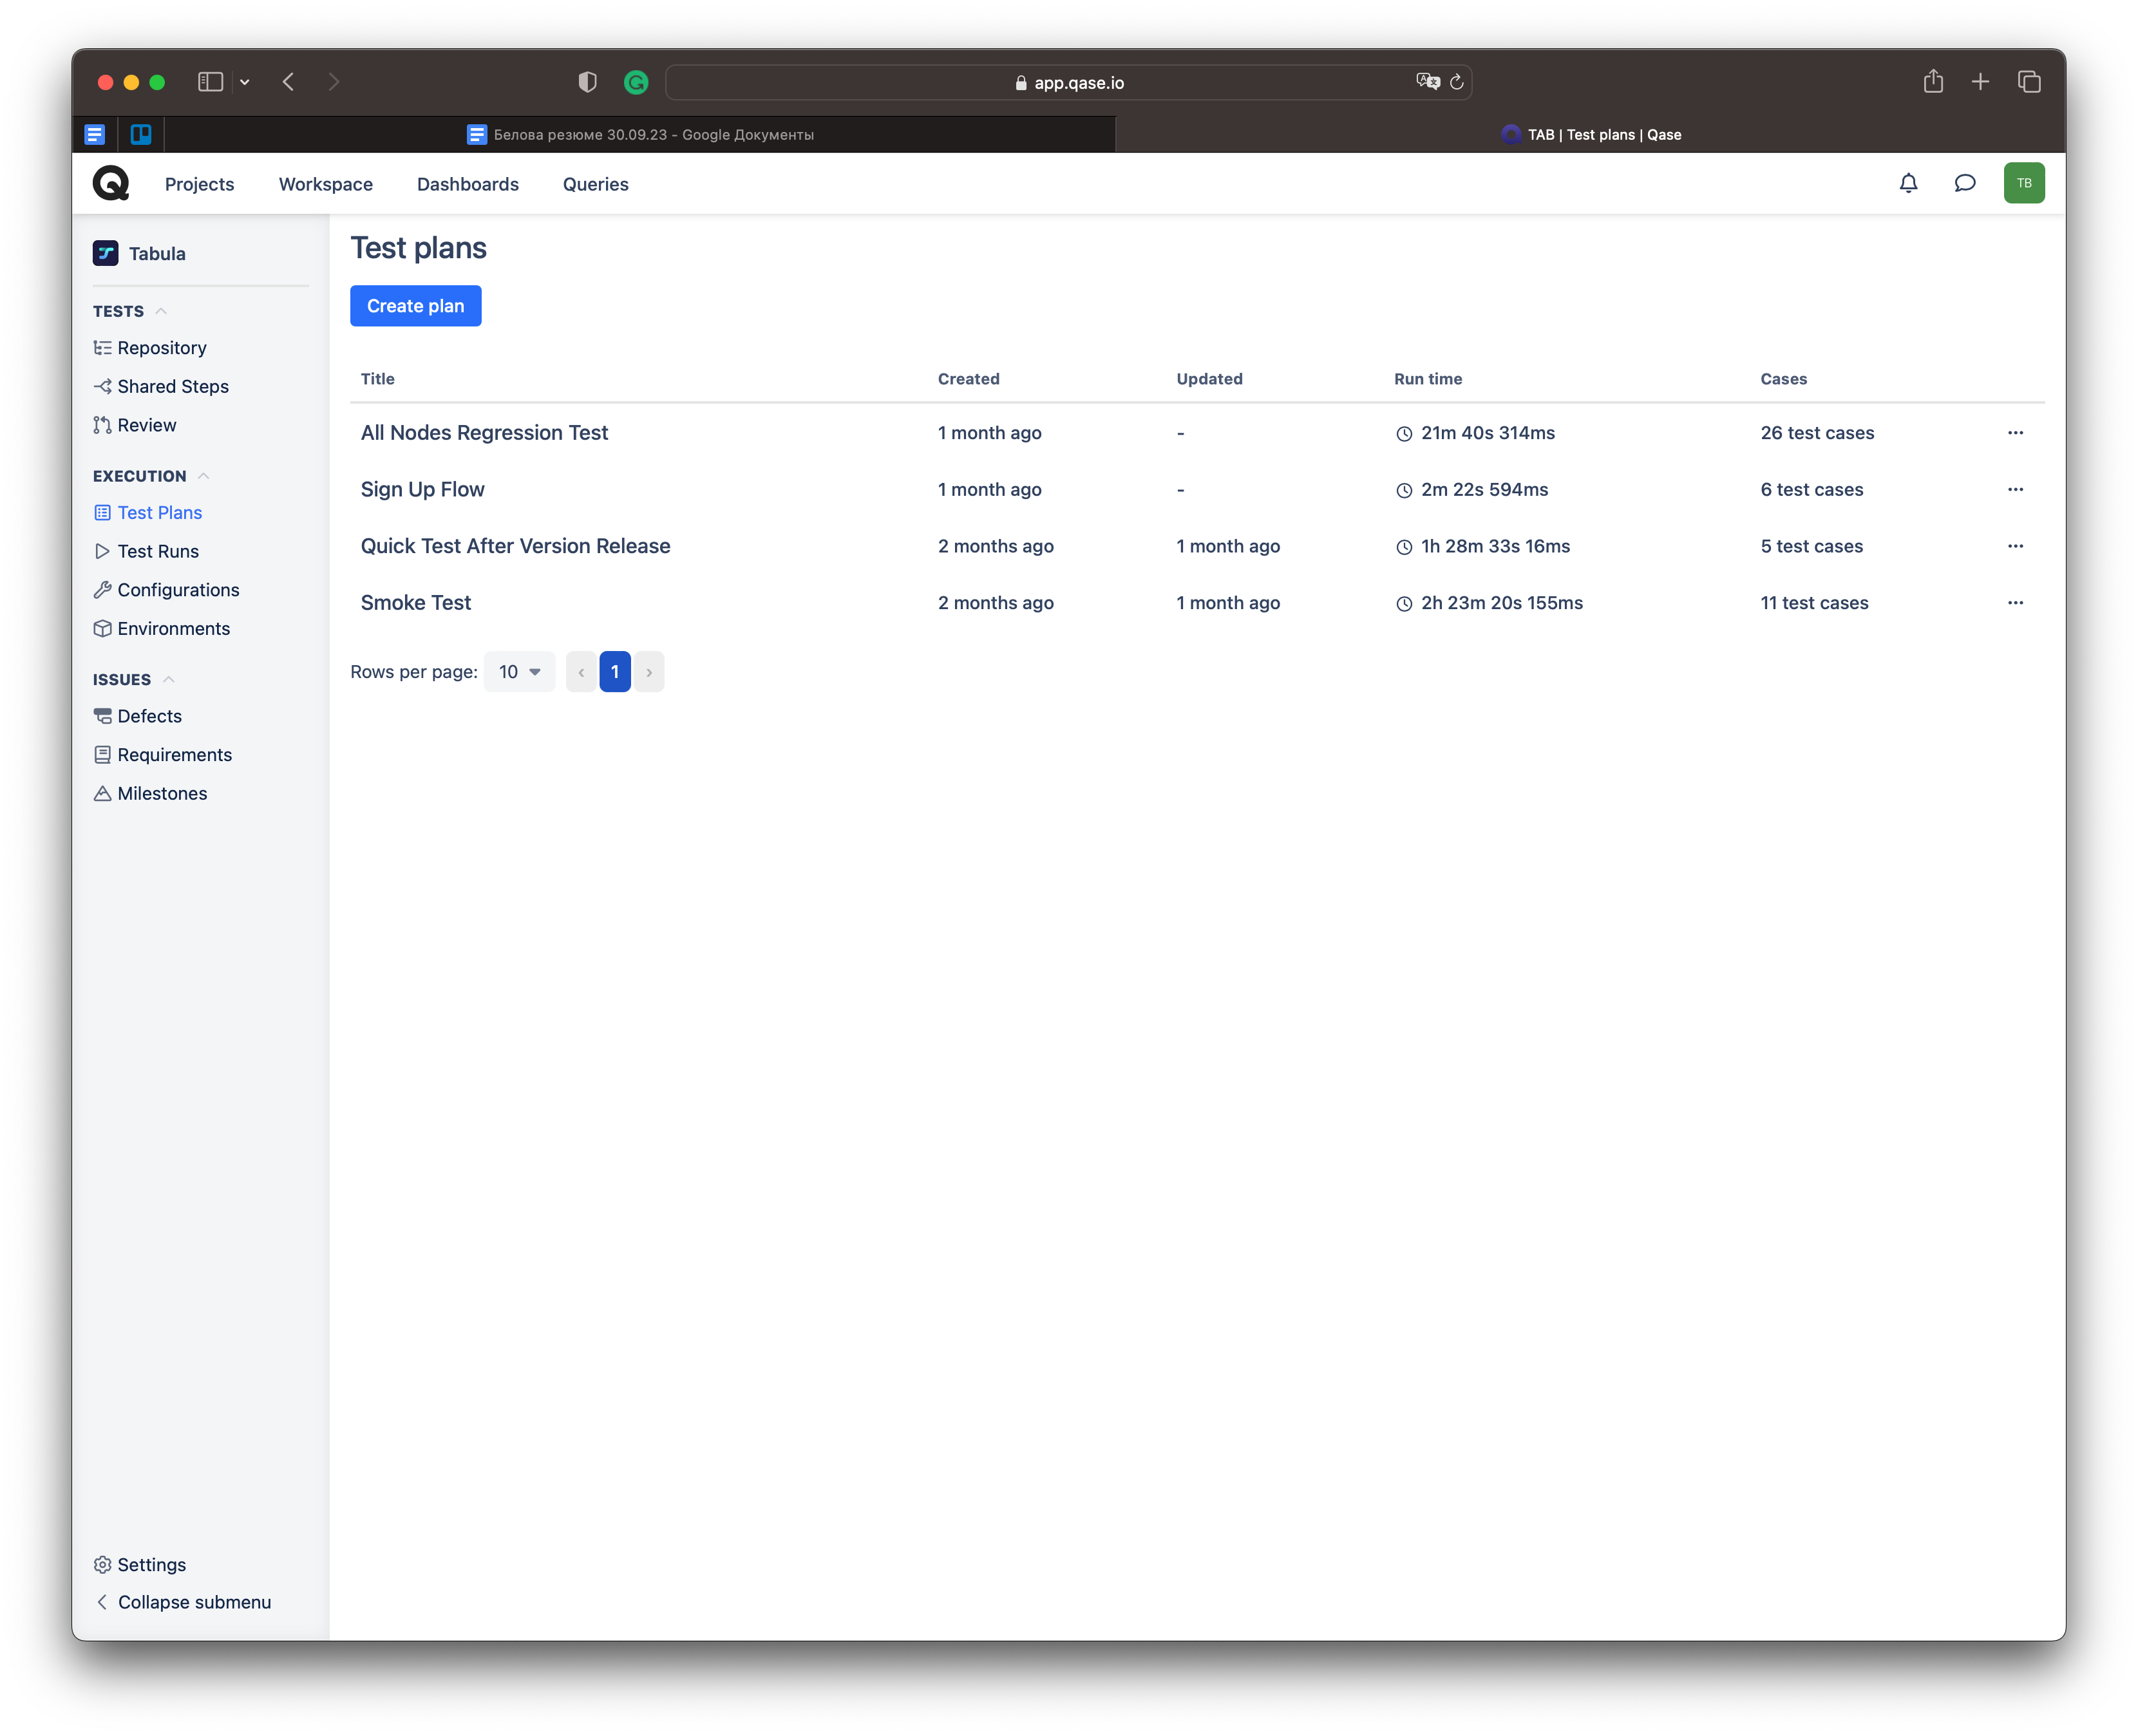 app.qase.io
Белова резюме 30.09.23 - Google Документы
TAB | Test plans | Qase
Projects Workspace Dashboards Queries TB
Tabula
TESTS
Repository
Shared Steps
Review
EXECUTION
Test Plans
Test Runs
Configurations
Environments
ISSUES
Defects
Requirements
Milestones
Settings
Collapse submenu
Test plans
Create plan
Title Created Updated Run time Cases
All Nodes Regression Test 1 month ago - 21m 40s 314ms 26 test cases ...
Sign Up Flow 1 month ago - 2m 22s 594ms 6 test cases ...
Quick Test After Version Release 2 months ago 1 month ago 1h 28m 33s 16ms 5 test cases ...
Smoke Test 2 months ago 1 month ago 2h 23m 20s 155ms 11 test cases ...
Rows per page: 10 ‹ 1 ›